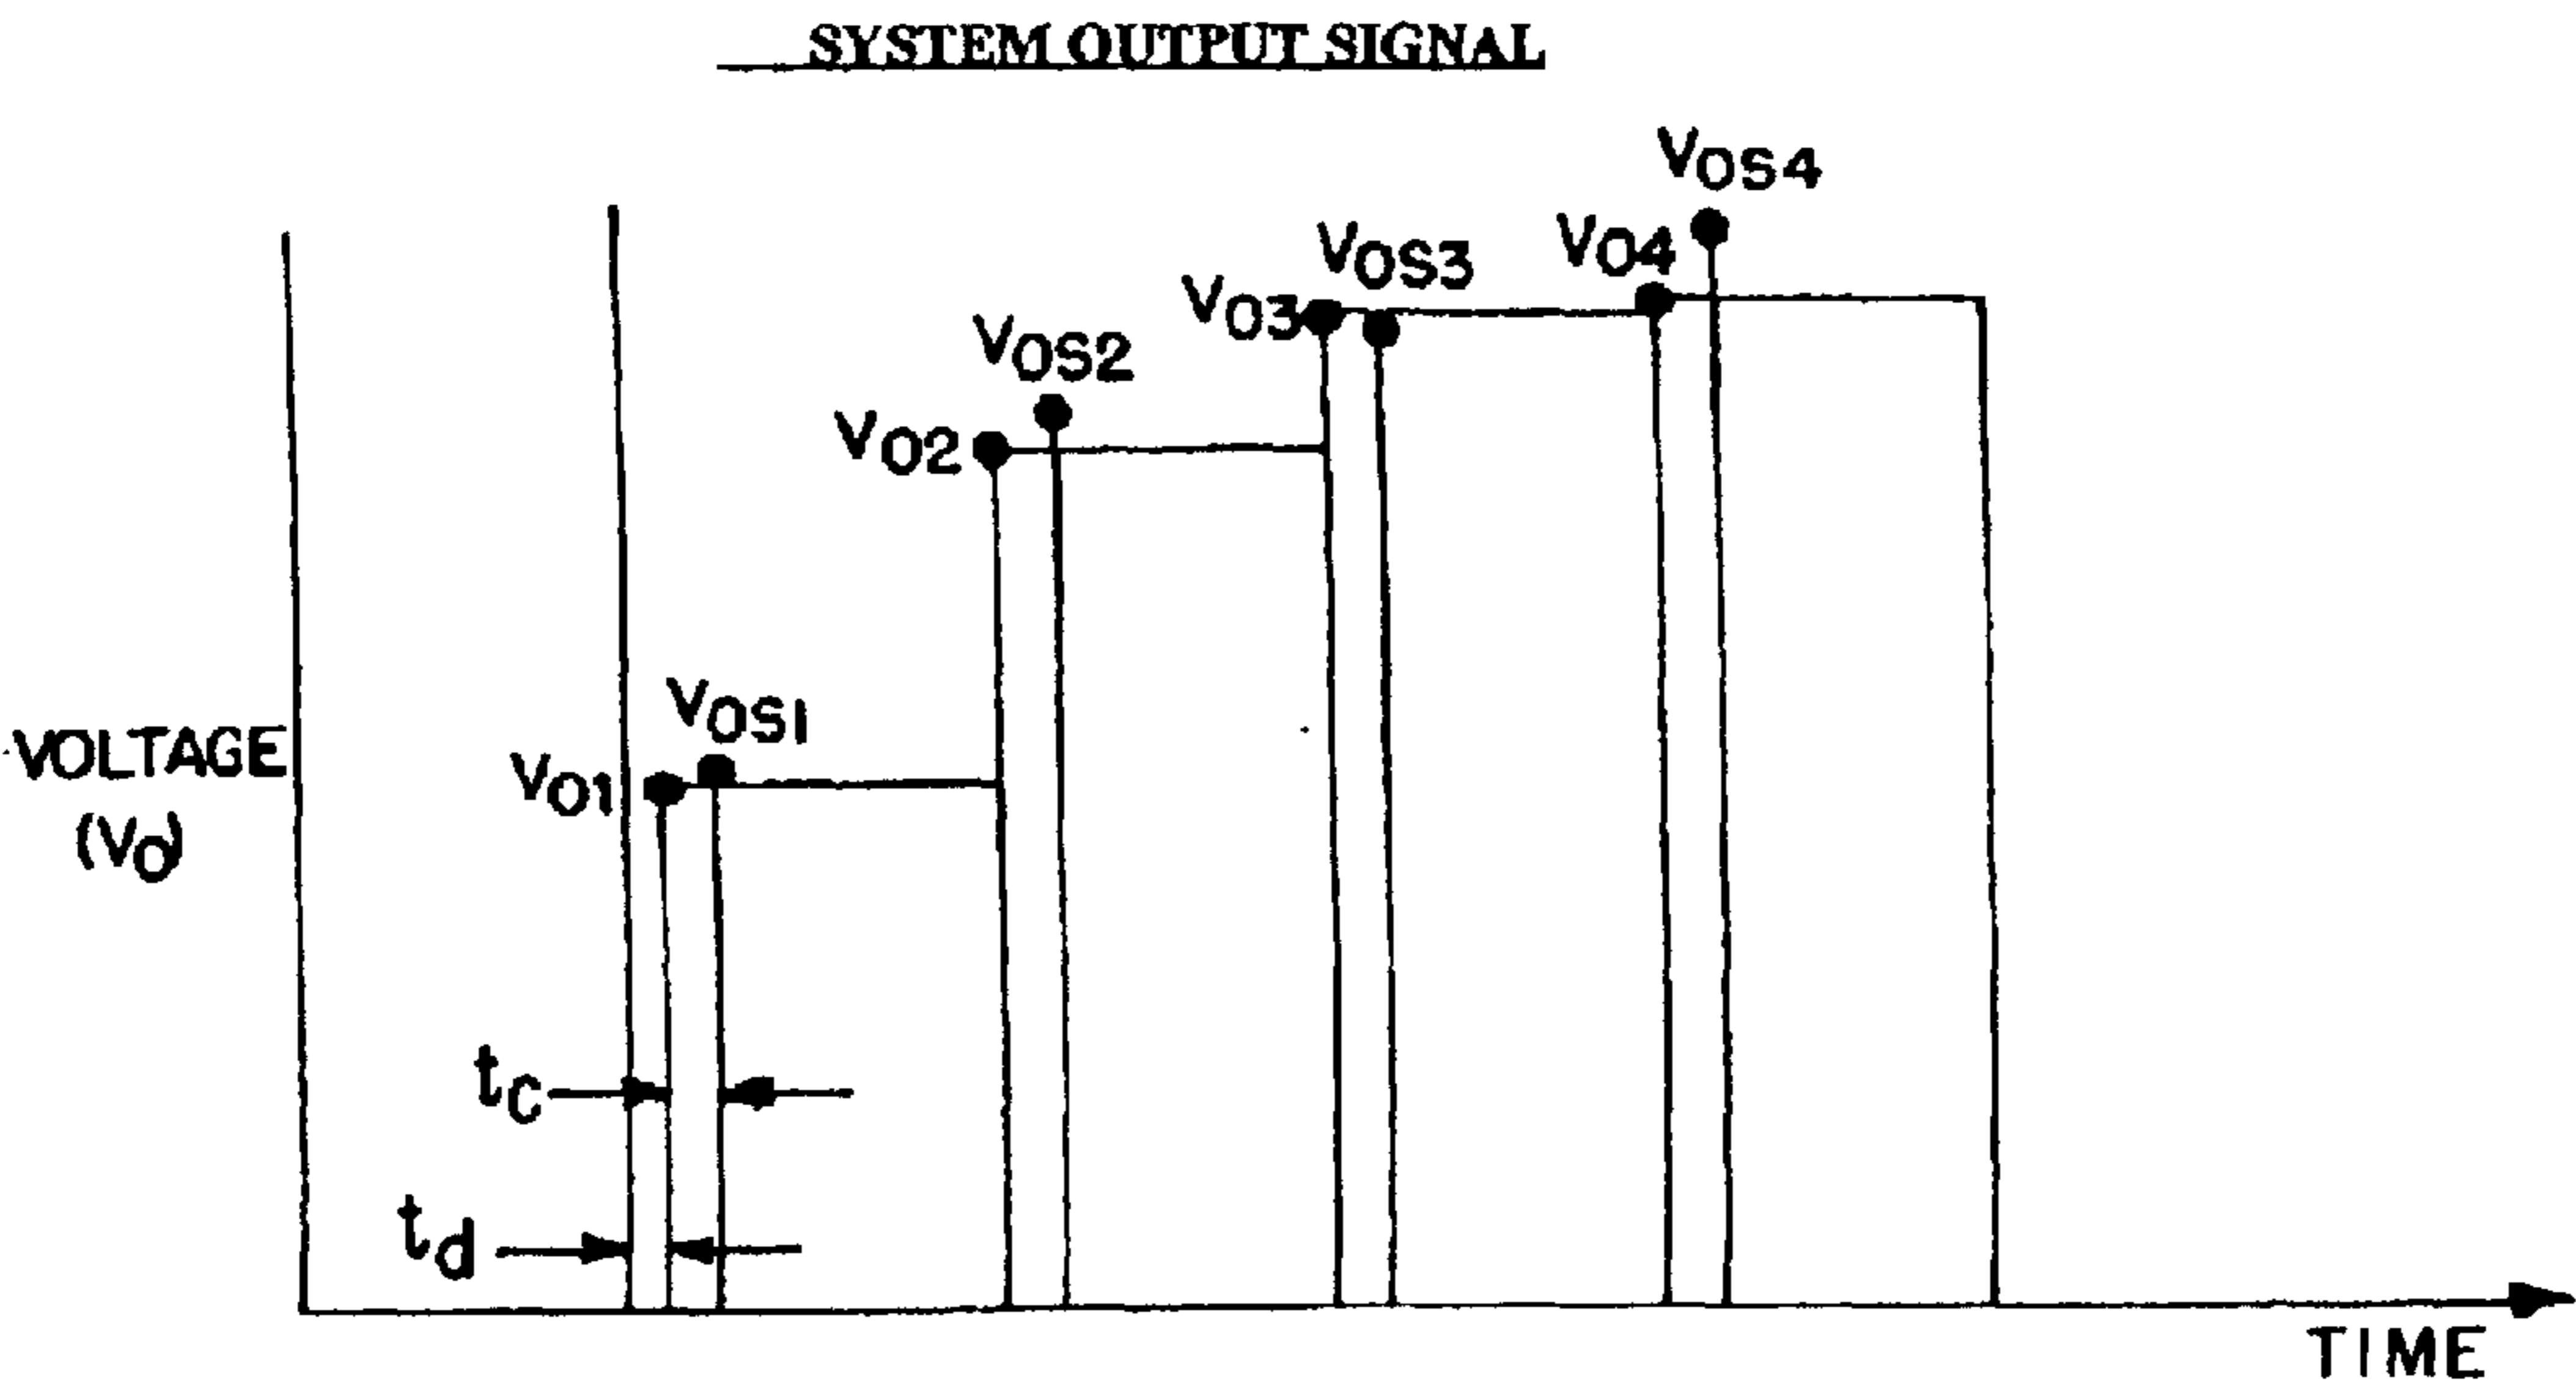 SYSTEM OUTPUT SIGNAL
VOS4
VOS3
VO4
VO3
VOS2
VO2
VOS1
VO1
VOLTAGE
(VO)
tC
td
TIME